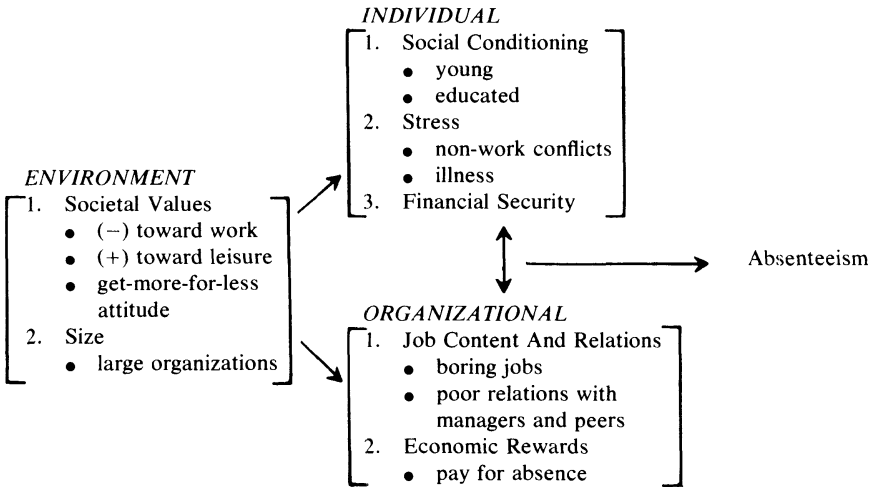 INDIVIDUAL
1. Social Conditioning
● young
● educated
2. Stress
● non-work conflicts
● illness
3. Financial Security
ENVIRONMENT
1. Societal Values
● (−) toward work
● (+) toward leisure
● get-more-for-less
attitude
2. Size
● large organizations
Absenteeism
ORGANIZATIONAL
1. Job Content And Relations
● boring jobs
● poor relations with
managers and peers
2. Economic Rewards
● pay for absence